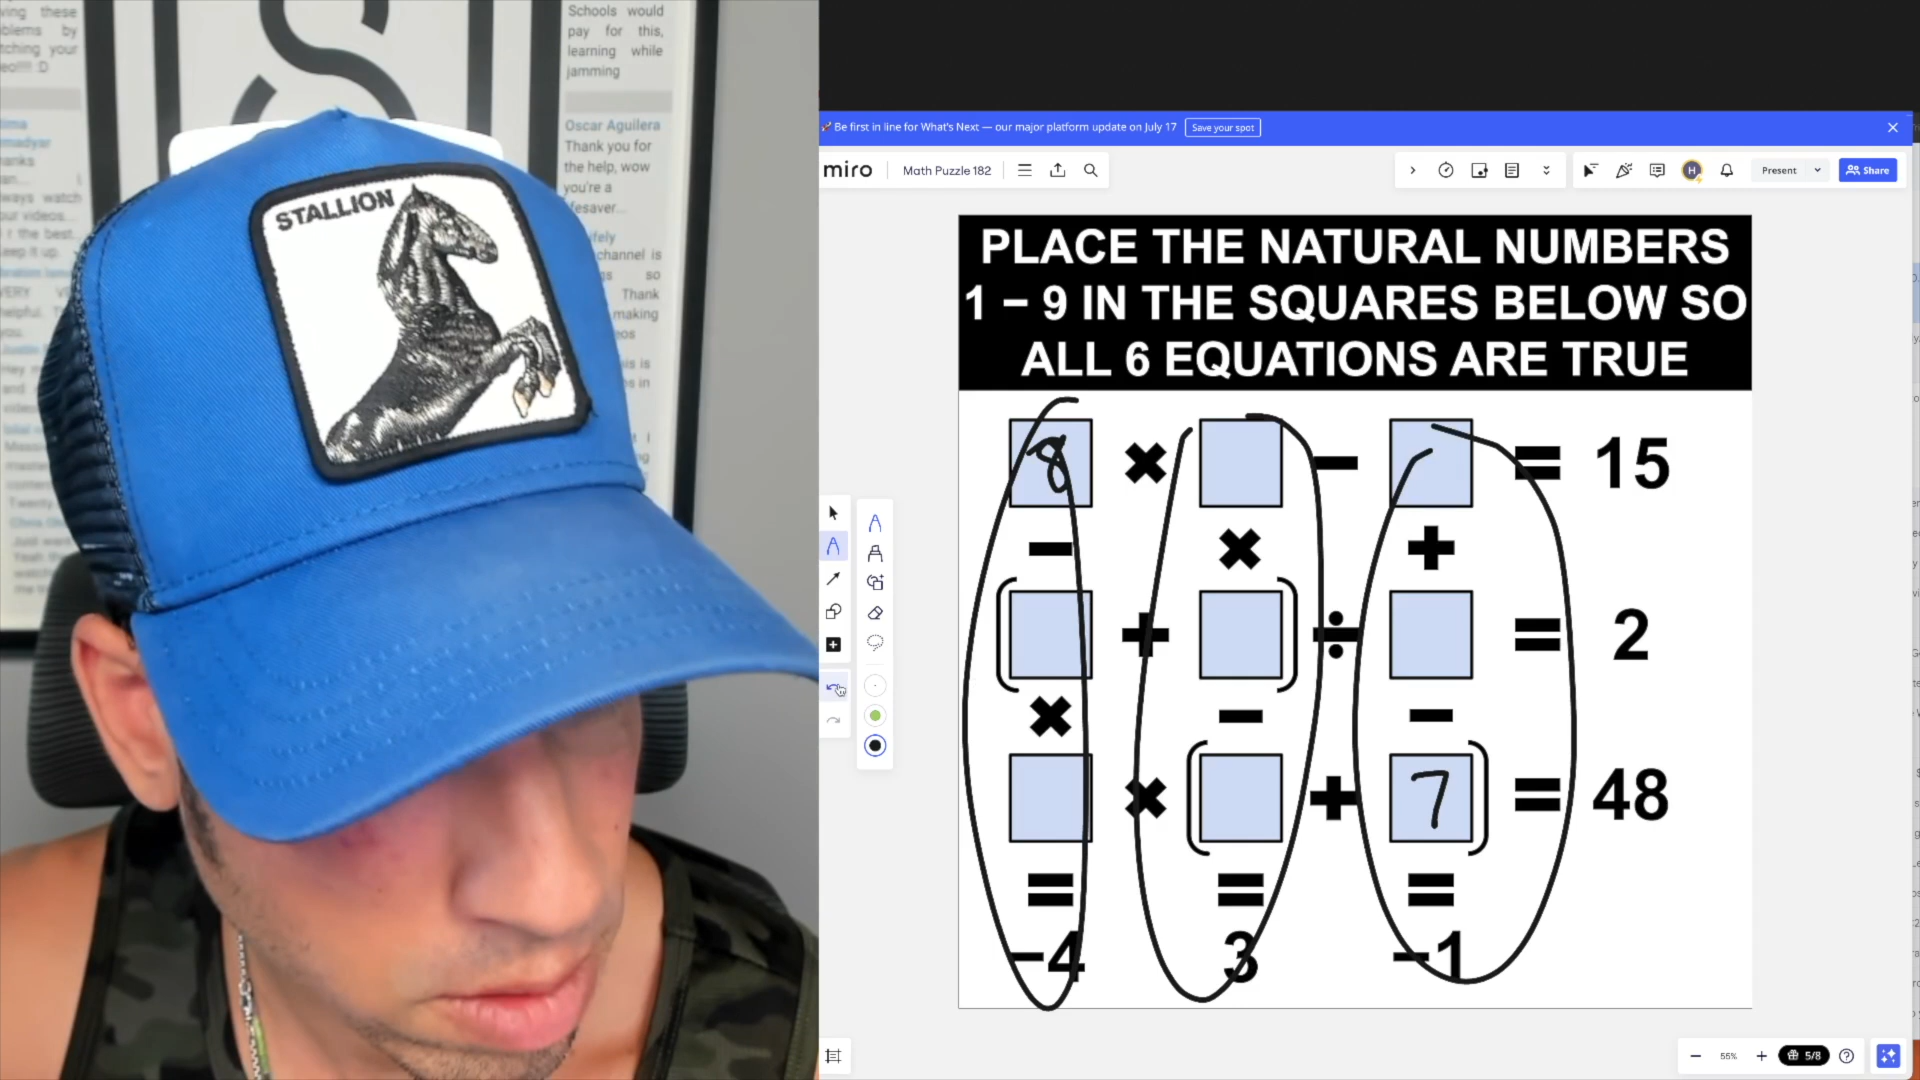 Schools would
pay for this,
learning while
jamming
Oscar Aguilera
Thank you for
the help, wow
you're a
STALLION
Be first in line for What's Next — our major platform update on July 17
Save your spot
miro
Math Puzzle 182
H
Present
Share
PLACE THE NATURAL NUMBERS
1 – 9 IN THE SQUARES BELOW SO
ALL 6 EQUATIONS ARE TRUE
8 × − = 15
− × +
( + ) ÷ = 2
× − −
× ( + 7 ) = 48
= = =
−4 3 −1
55%
5/8